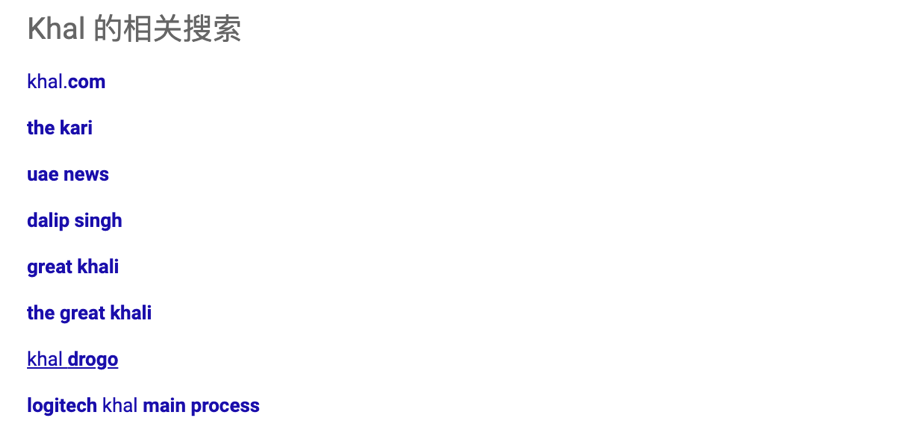 Khal 的相关搜索
khal.com
the kari
uae news
dalip singh
great khali
the great khali
khal drogo
logitech khal main process